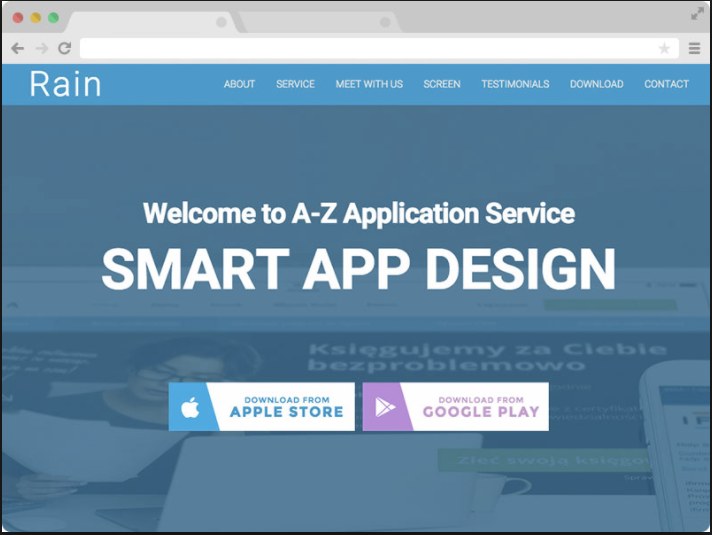 Rain
ABOUT SERVICE MEET WITH US SCREEN TESTIMONIALS DOWNLOAD CONTACT
Welcome to A-Z Application Service
SMART APP DESIGN
Księgujemy za Ciebie
bezproblemowo
DOWNLOAD FROM
APPLE STORE
DOWNLOAD FROM
GOOGLE PLAY
Zleć swoją księgo